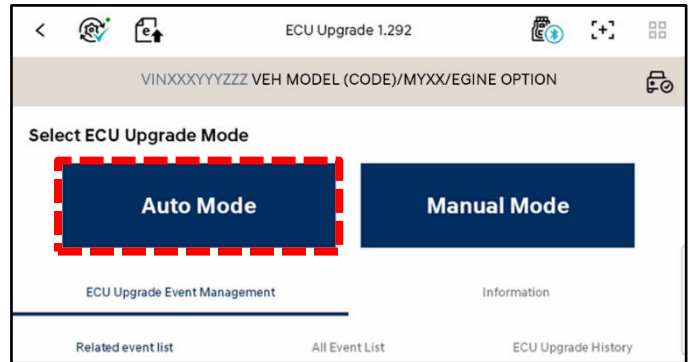 ECU Upgrade 1.292
VINXXXYYYZZZ VEH MODEL (CODE)/MYXX/EGINE OPTION
Select ECU Upgrade Mode
Auto Mode Manual Mode
ECU Upgrade Event Management Information
Related event list All Event List ECU Upgrade History